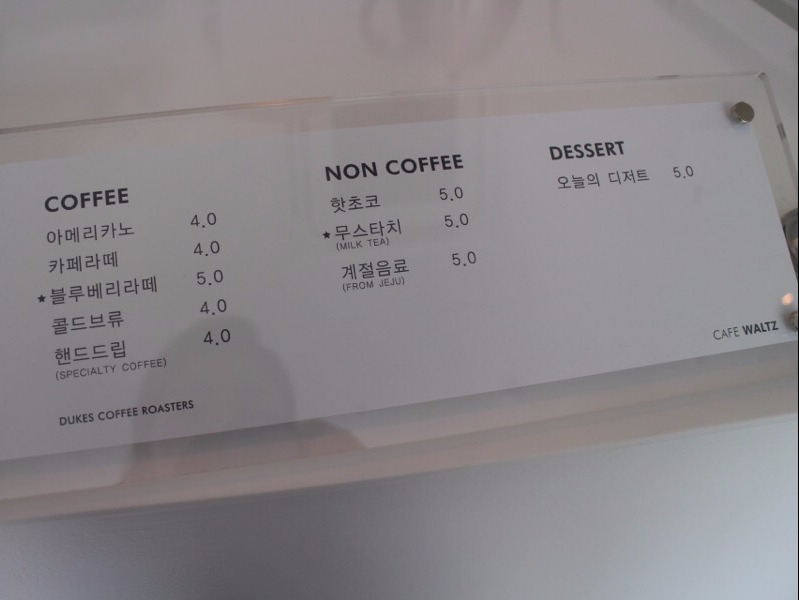 COFFEE
아메리카노 4.0
카페라떼 4.0
★블루베리라떼 5.0
콜드브류 4.0
핸드드립 4.0
(SPECIALTY COFFEE)
DUKES COFFEE ROASTERS
NON COFFEE
핫초코 5.0
★무스타치 5.0
(MILK TEA)
계절음료 5.0
(FROM JEJU)
DESSERT
오늘의 디저트 5.0
CAFE WALTZ